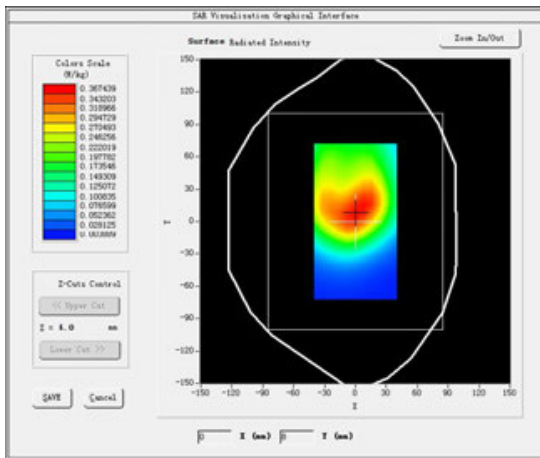 SAR Visualisation Graphical Interface
Surface Radiated Intensity
Zoom In/Out
Colors Scale
(W/kg)
0.367439
0.343203
0.318966
0.294729
0.270493
0.246256
0.222019
0.197782
0.173546
0.149309
0.125072
0.100835
0.076599
0.052362
0.028125
0.003889
150
120
90
60
30
0
-30
-60
-90
-120
-150
Y
-150 -120 -90 -60 -30 0 30 60 90 120 150
X
Z-Cuts Control
<< Upper Cut
Z = 4.0 mm
Lower Cut >>
SAVE Cancel
0 X (mm) 8 Y (mm)